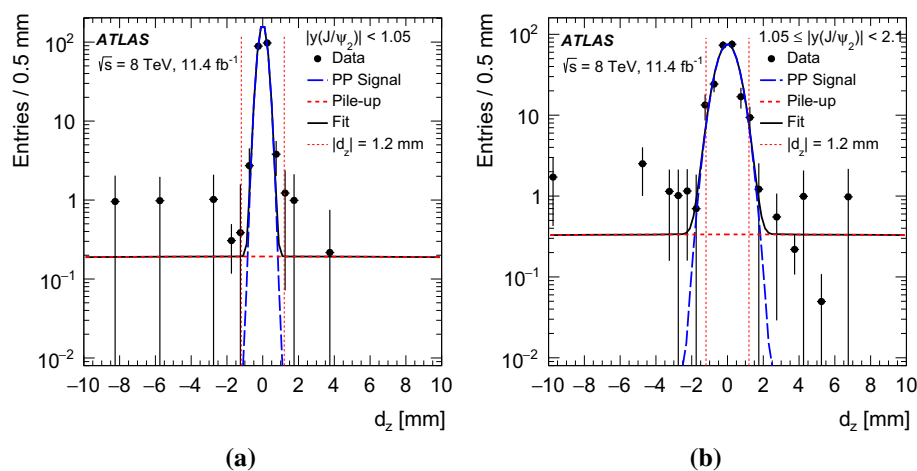 ATLAS
√s = 8 TeV, 11.4 fb⁻¹
|y(J/ψ₂)| < 1.05
Data
PP Signal
Pile-up
Fit
|d_z| = 1.2 mm
Entries / 0.5 mm
10²
10
1
10⁻¹
10⁻²
−10 −8 −6 −4 −2 0 2 4 6 8 10
d_z [mm]
(a)
ATLAS
√s = 8 TeV, 11.4 fb⁻¹
1.05 ≤ |y(J/ψ₂)| < 2.1
Data
PP Signal
Pile-up
Fit
|d_z| = 1.2 mm
Entries / 0.5 mm
10²
10
1
10⁻¹
10⁻²
−10 −8 −6 −4 −2 0 2 4 6 8 10
d_z [mm]
(b)